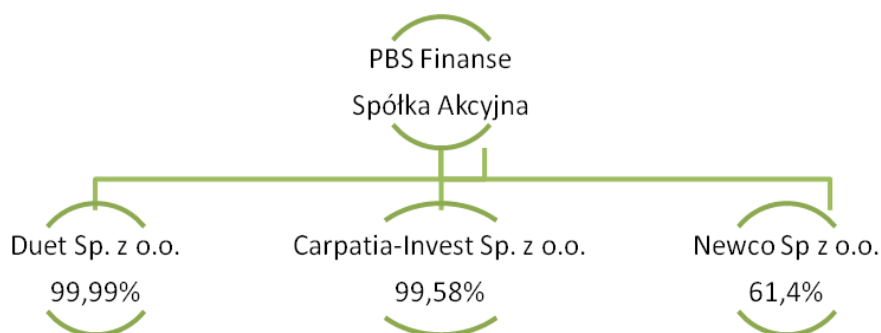 PBS Finanse
Spółka Akcyjna
Duet Sp. z o.o.
99,99%
Carpatia-Invest Sp. z o.o.
99,58%
Newco Sp z o.o.
61,4%